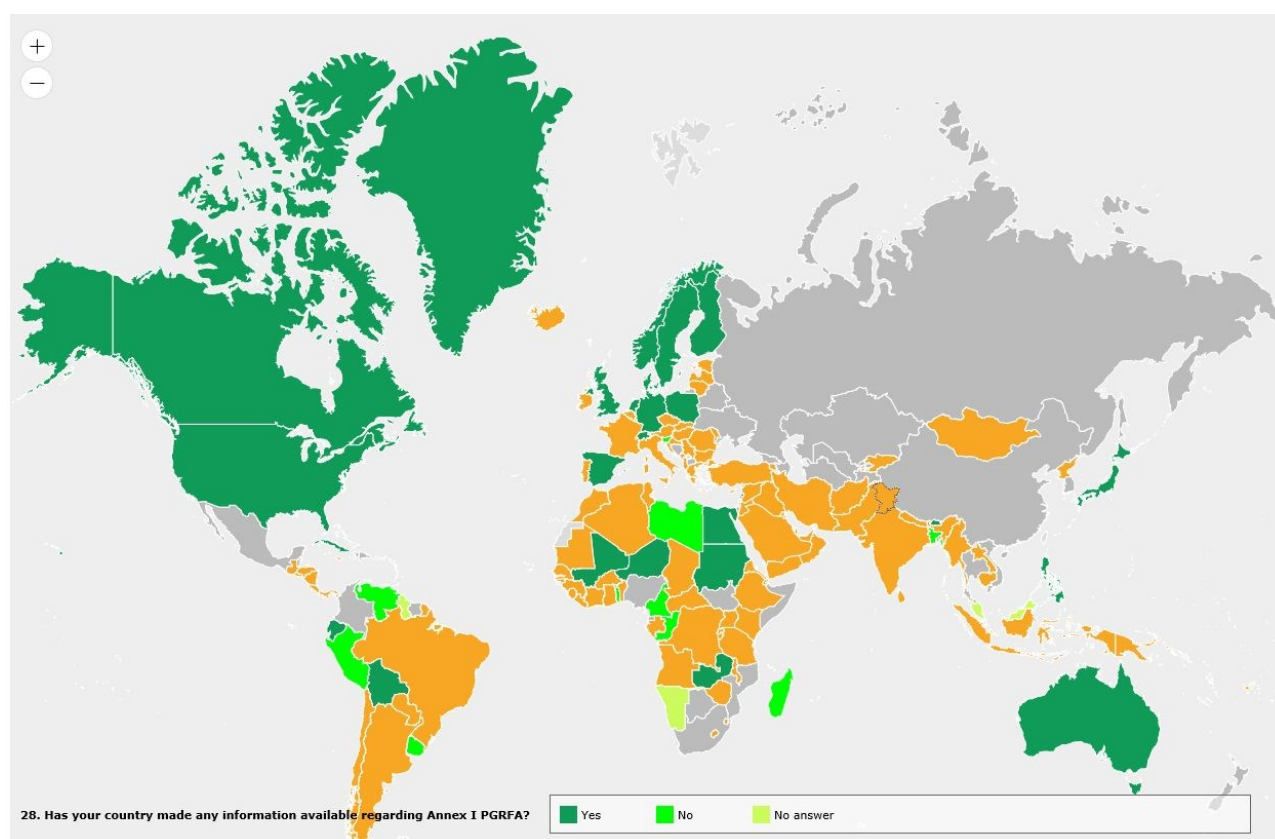 +
−
28. Has your country made any information available regarding Annex I PGRFA?
Yes
No
No answer